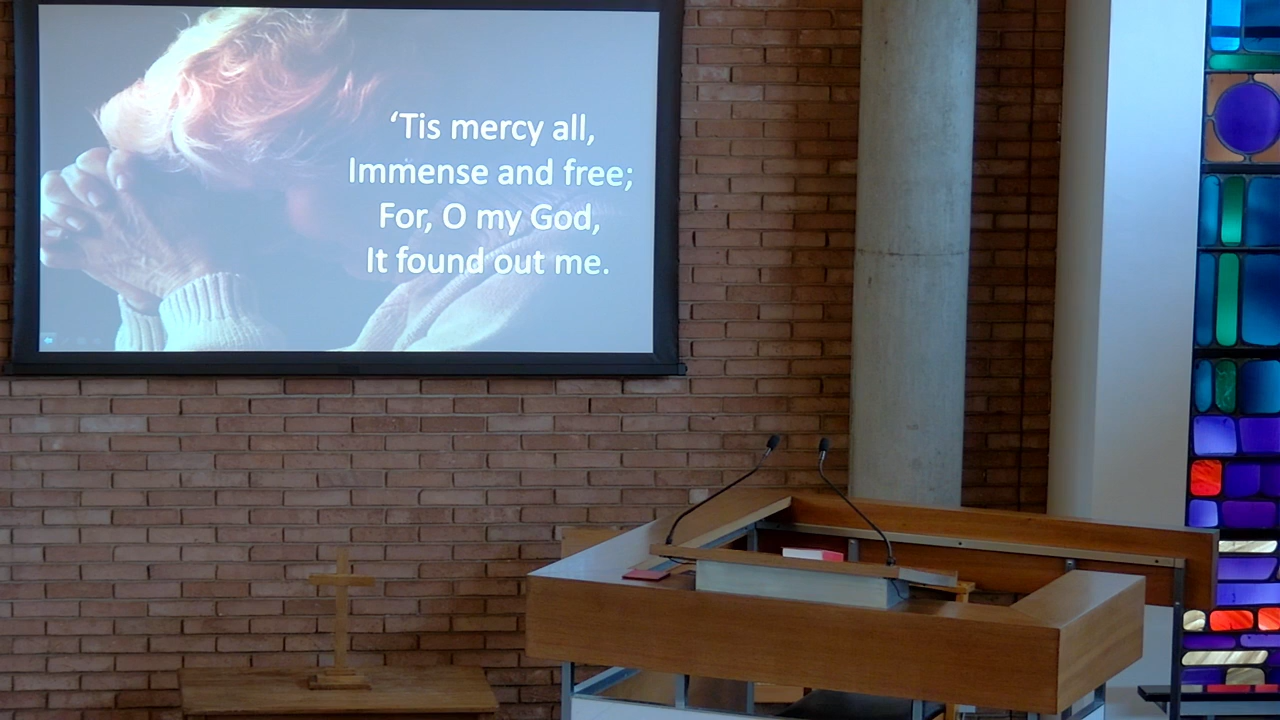 ‘Tis mercy all,
Immense and free;
For, O my God,
It found out me.